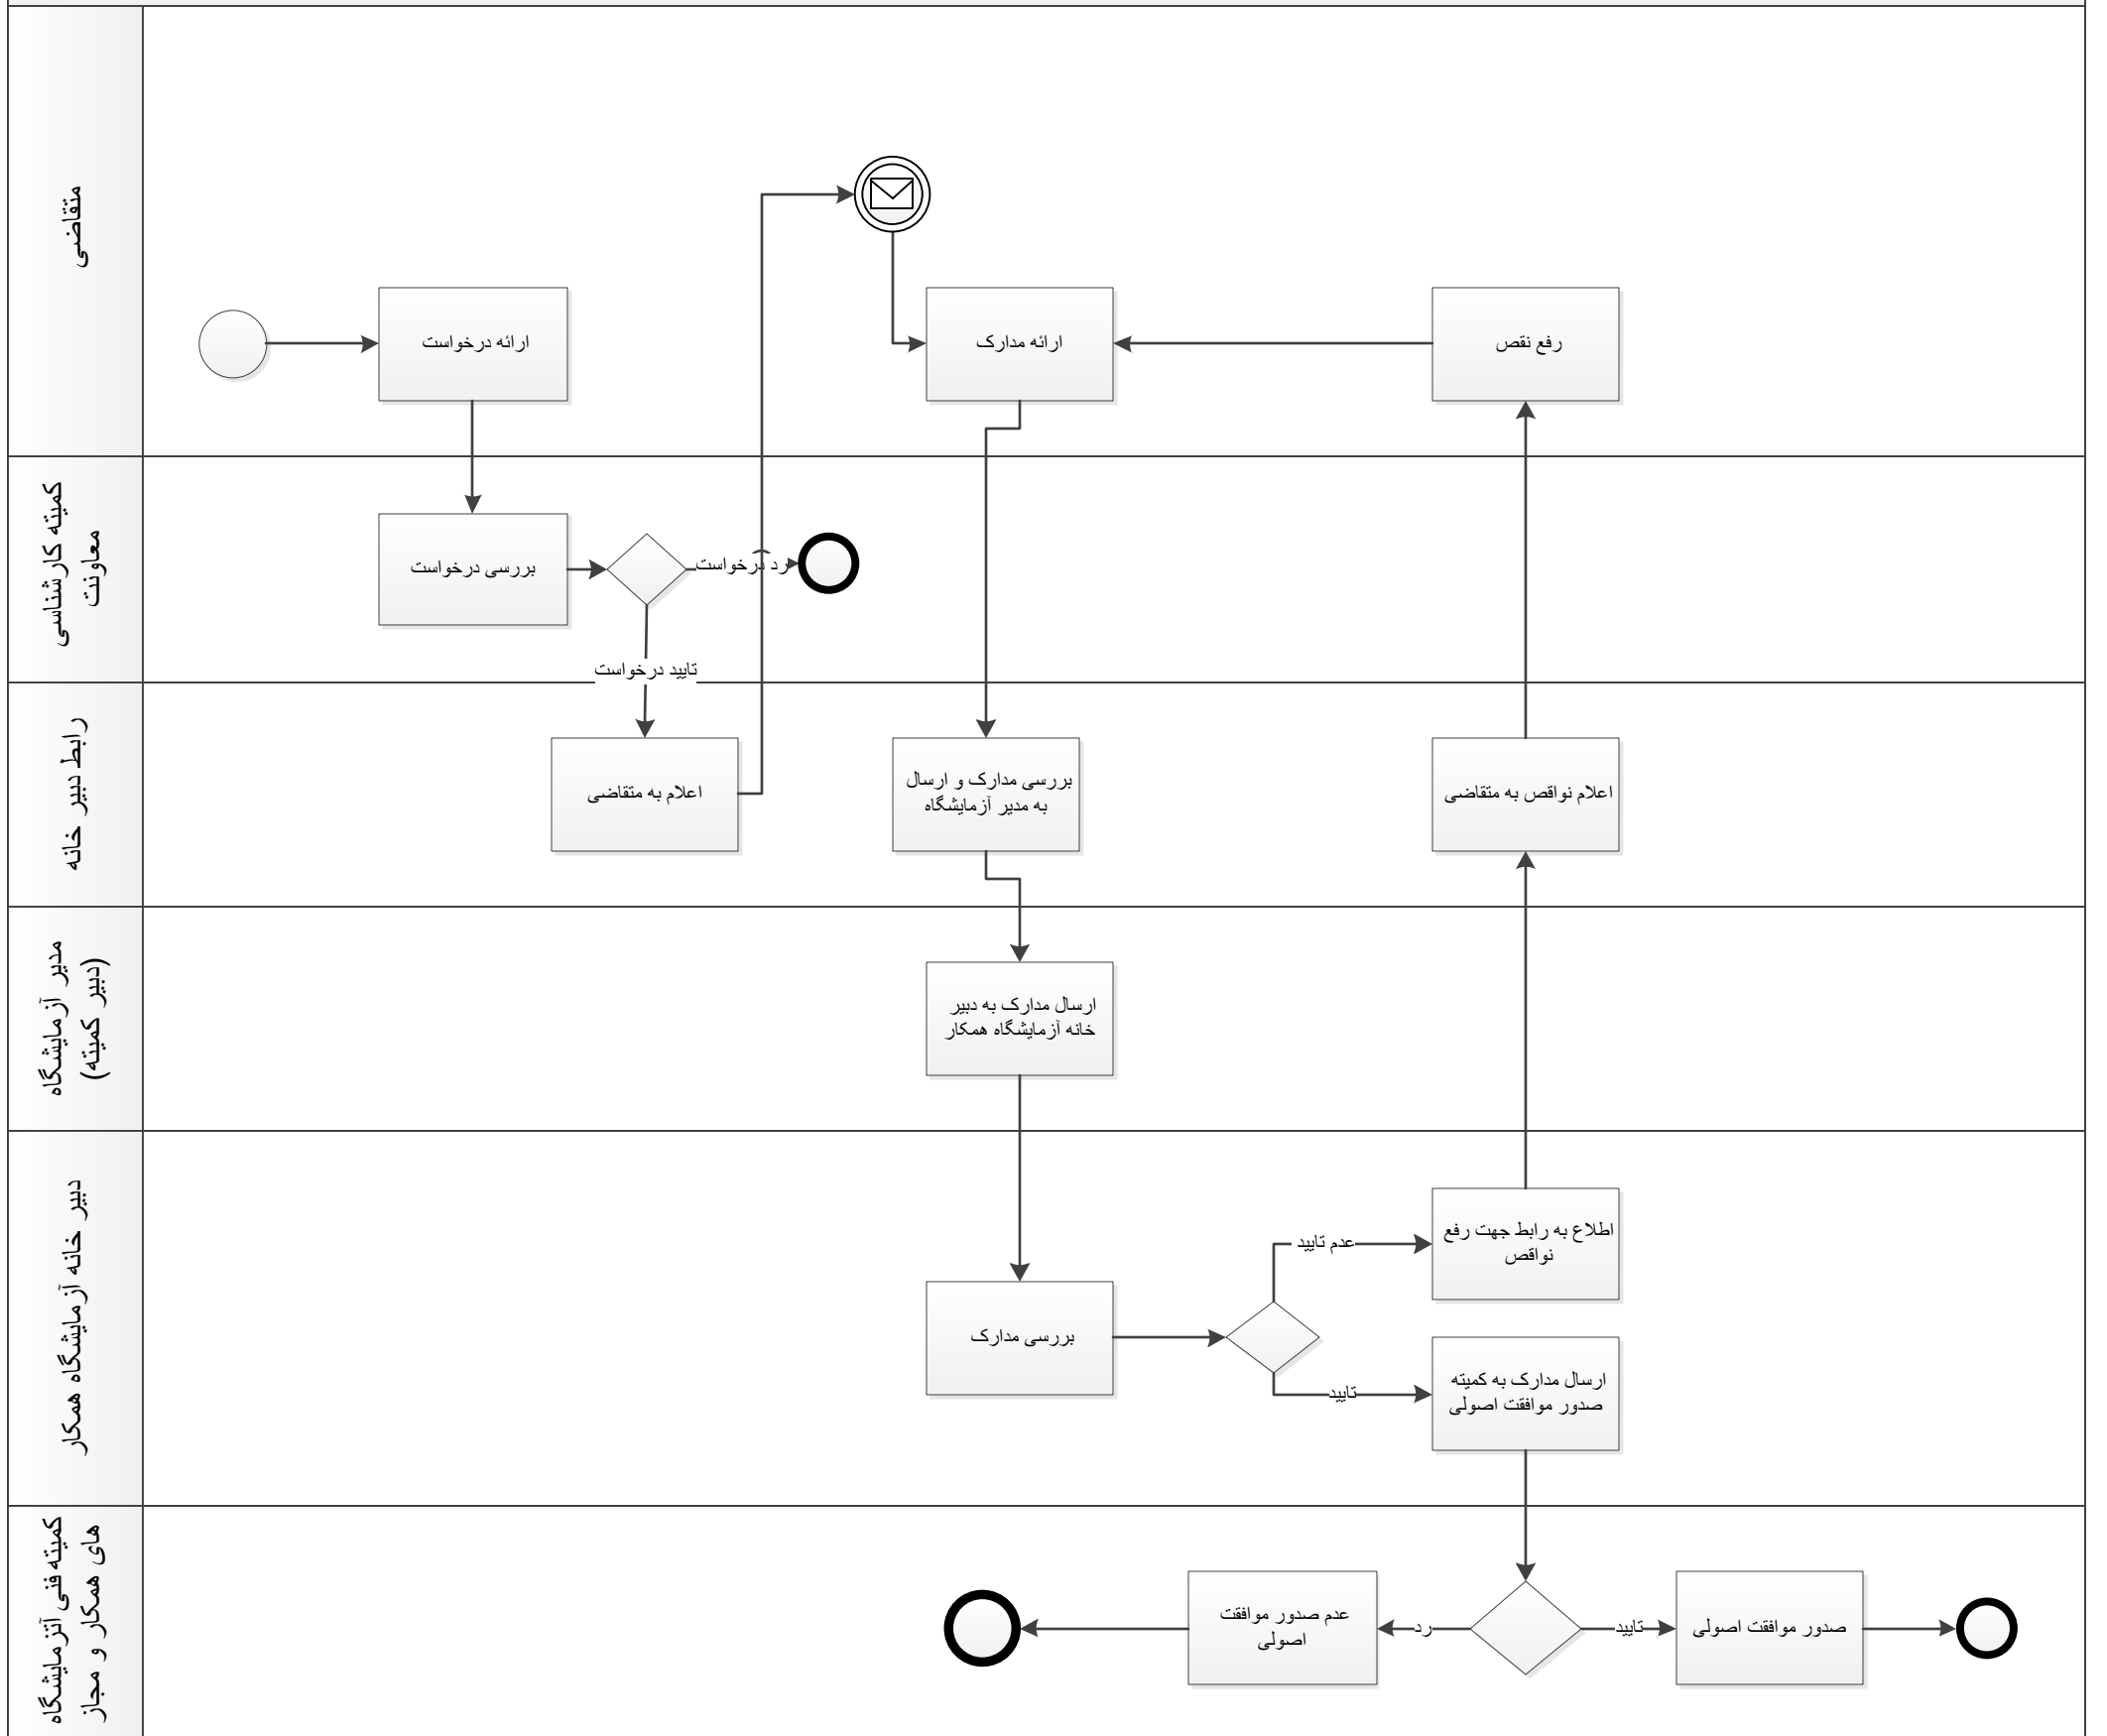 متقاضی
ارائه درخواست
ارائه مدارک
رفع نقص
کمیته کارشناسی
معاونت
بررسی درخواست
رد درخواست
تایید درخواست
رابط دبیر خانه
اعلام به متقاضی
بررسی مدارک و ارسال
به مدیر آزمایشگاه
اعلام نواقص به متقاضی
مدیر آزمایشگاه
(دبیر کمیته)
ارسال مدارک به دبیر
خانه آزمایشگاه همکار
دبیر خانه آزمایشگاه همکار
بررسی مدارک
عدم تایید
اطلاع به رابط جهت رفع
نواقص
تایید
ارسال مدارک به کمیته
صدور موافقت اصولی
کمیته فنی آتزمایشگاه
های همکار و مجاز
عدم صدور موافقت
اصولی
رد
تایید
صدور موافقت اصولی